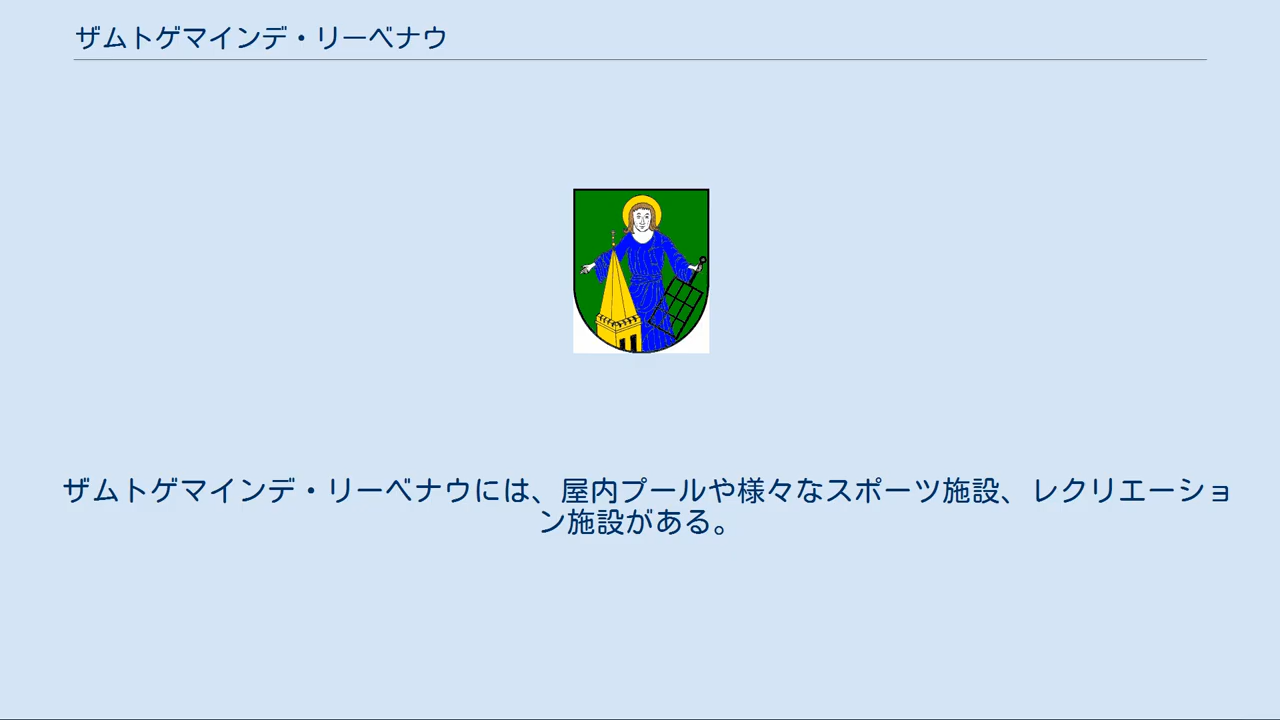 ザムトゲマインデ・リーベナウ
ザムトゲマインデ・リーベナウには、屋内プールや様々なスポーツ施設、レクリエーショ
ン施設がある。